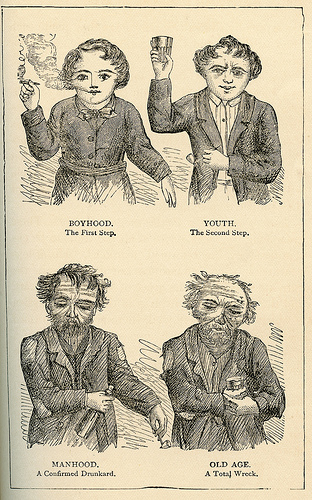 BOYHOOD.
The First Step.
YOUTH.
The Second Step.
MANHOOD.
A Confirmed Drunkard.
OLD AGE.
A Total Wreck.